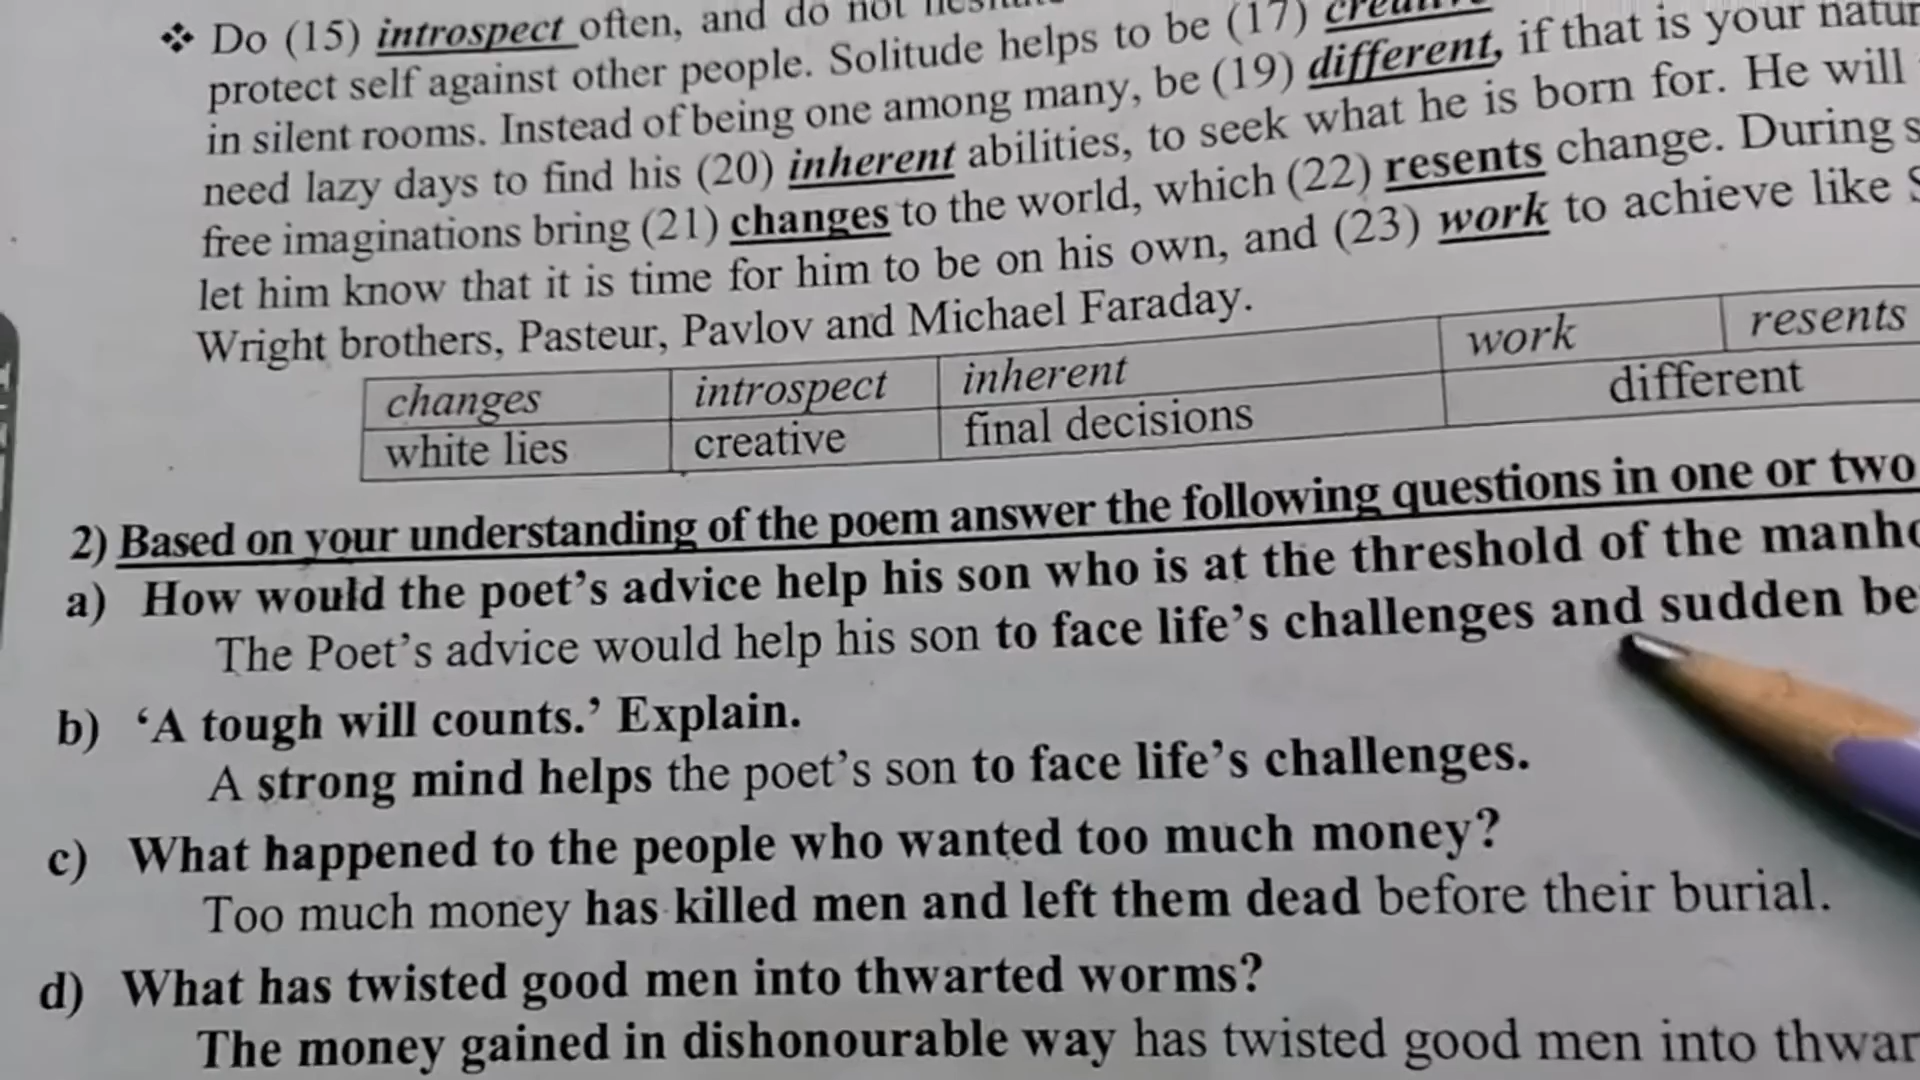 ❖ Do (15) introspect often, and do not
protect self against other people. Solitude helps to be (17) creative
in silent rooms. Instead of being one among many, be (19) different, if that is your
need lazy days to find his (20) inherent abilities, to seek what he is born for. He will
free imaginations bring (21) changes to the world, which (22) resents change. During
let him know that it is time for him to be on his own, and (23) work to achieve like
Wright brothers, Pasteur, Pavlov and Michael Faraday.
changes introspect inherent work resents
white lies creative final decisions different
2) Based on your understanding of the poem answer the following questions in one or two
a) How would the poet's advice help his son who is at the threshold of the
The Poet's advice would help his son to face life's challenges and sudden
b) ‘A tough will counts.’ Explain.
A strong mind helps the poet's son to face life's challenges.
c) What happened to the people who wanted too much money?
Too much money has killed men and left them dead before their burial.
d) What has twisted good men into thwarted worms?
The money gained in dishonourable way has twisted good men into